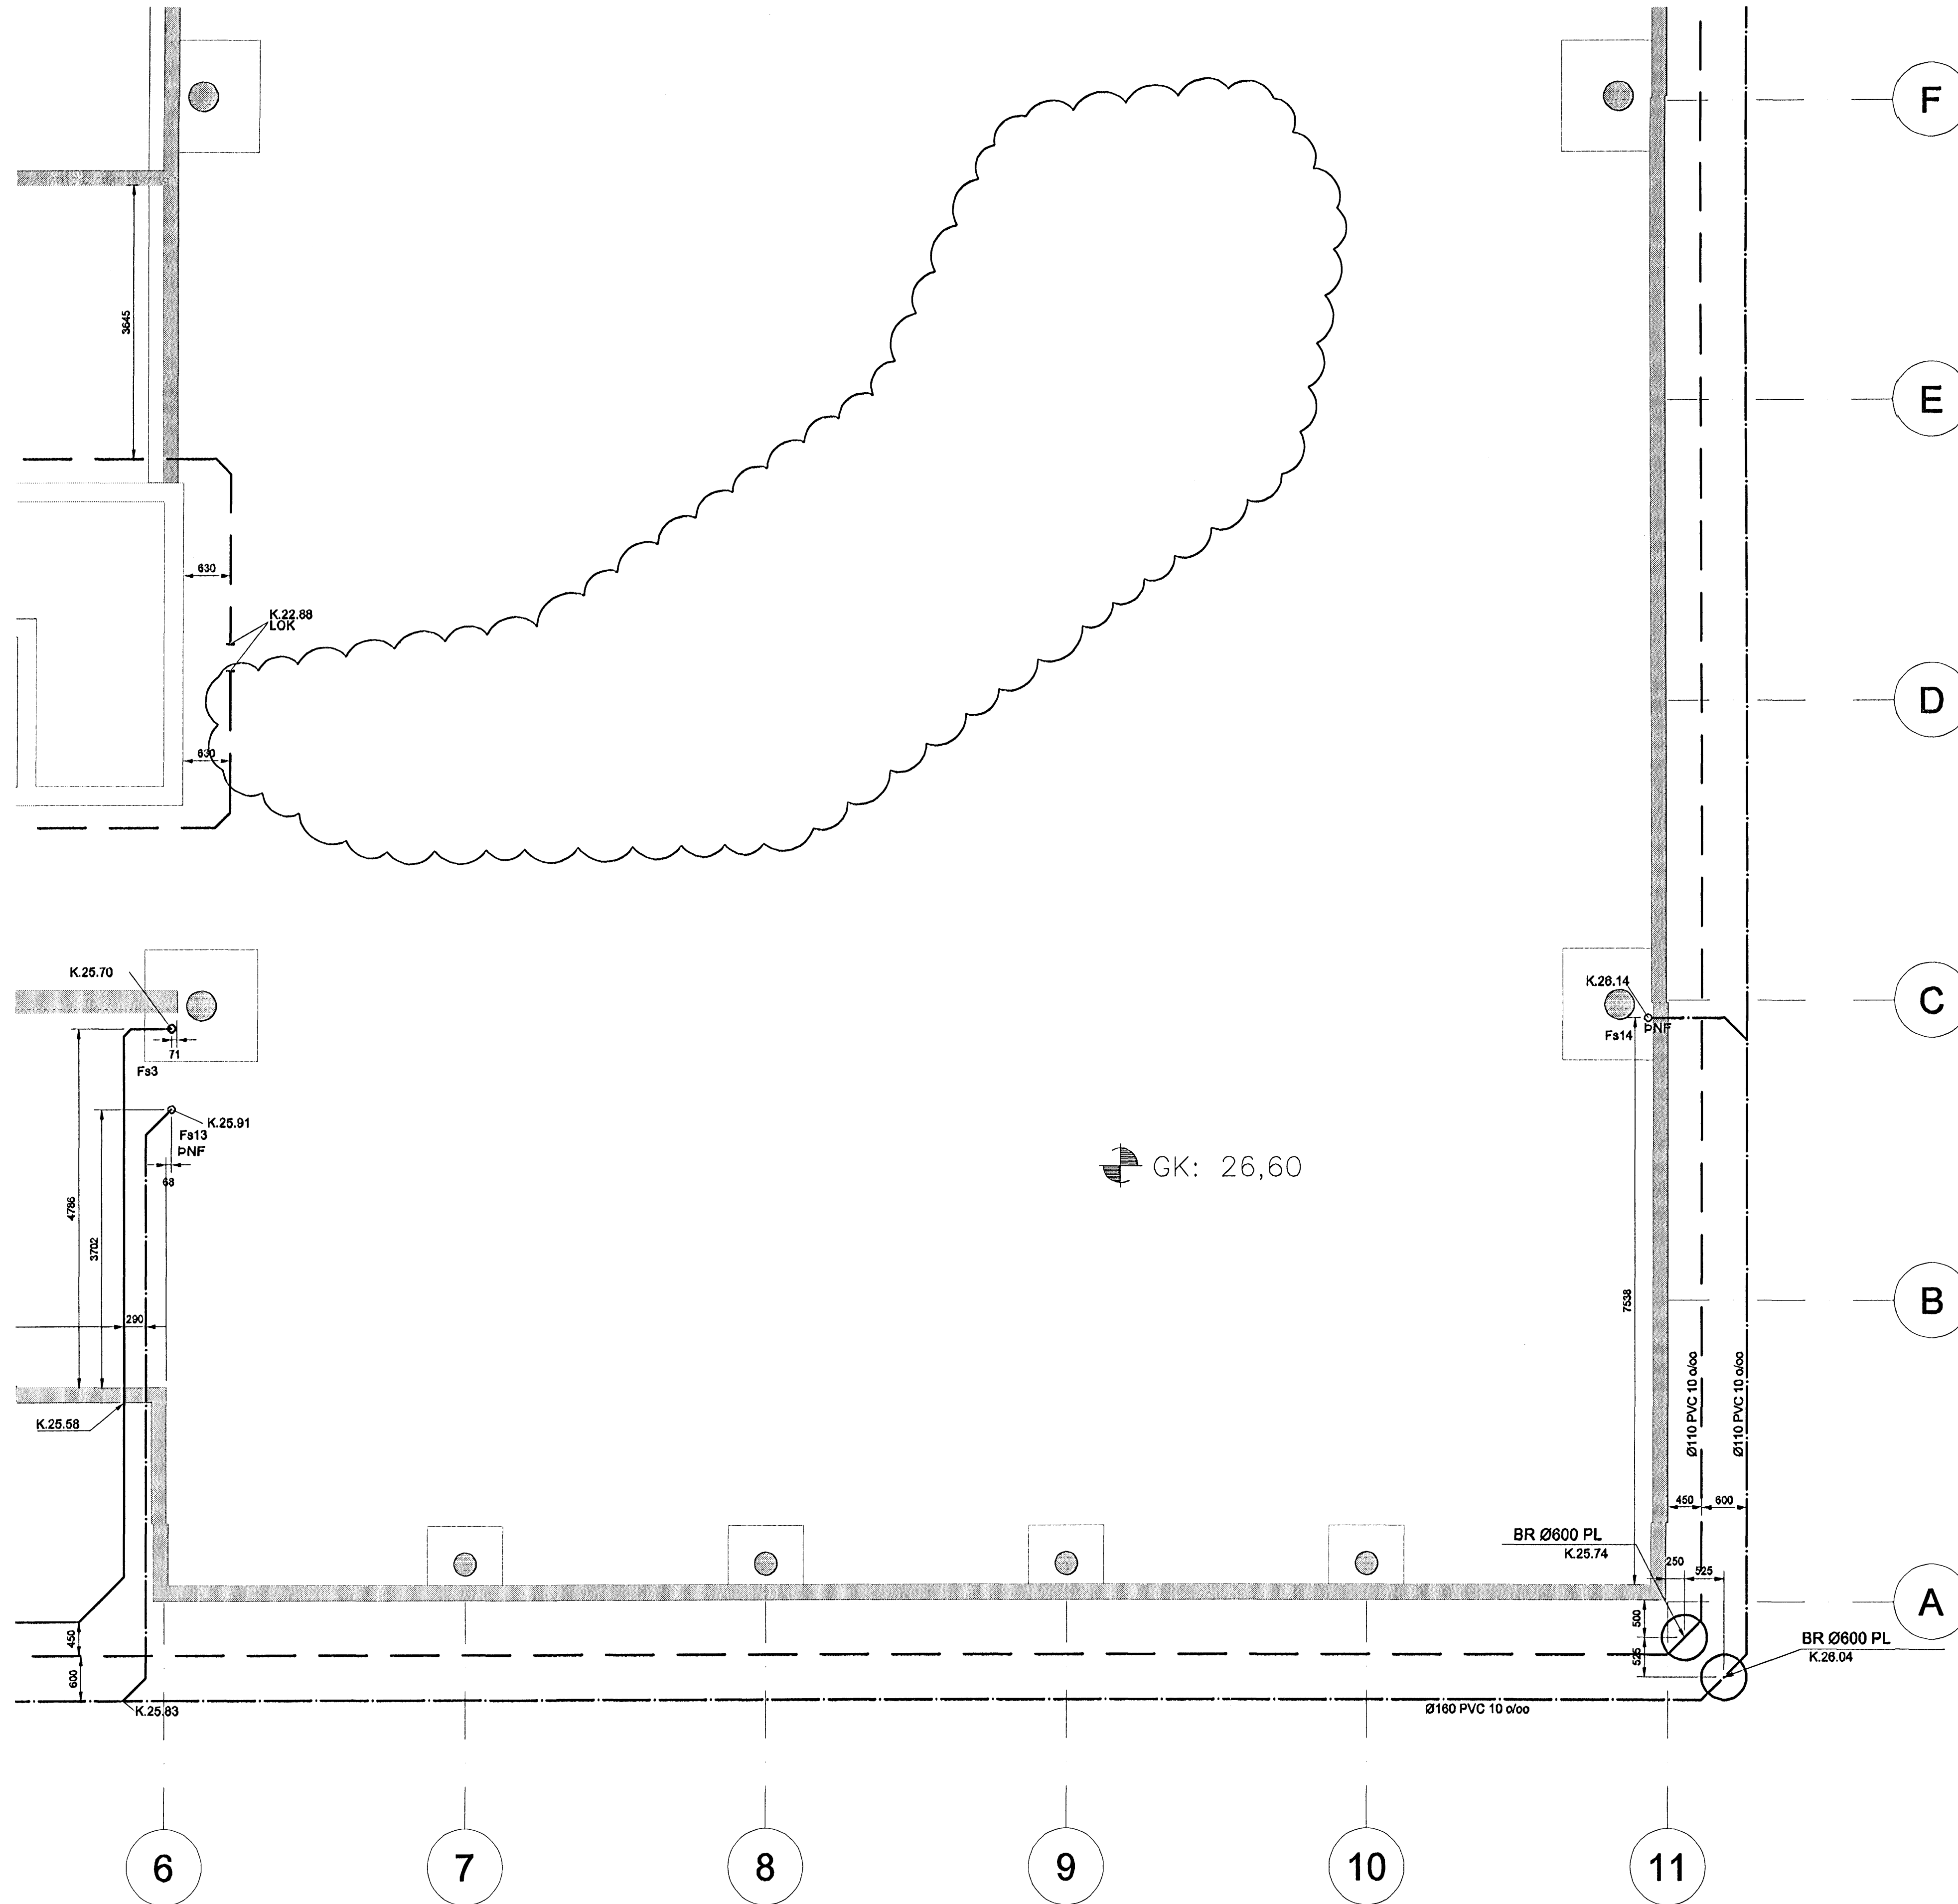 F
3645
E
630
K.22.88
LOK
D
630
K.25.70
K.26.14
C
71
Fs14
ÞNF
Fs3
K.25.91
Fs13
ÞNF
GK: 26,60
68
4786
3702
7538
290
B
Ø110 PVC 10 o/oo
Ø110 PVC 10 o/oo
K.25.58
450
600
BR Ø600 PL
K.25.74
250
525
A
500
525
450
600
BR Ø600 PL
K.26.04
K.25.83
Ø160 PVC 10 o/oo
6
7
8
9
10
11